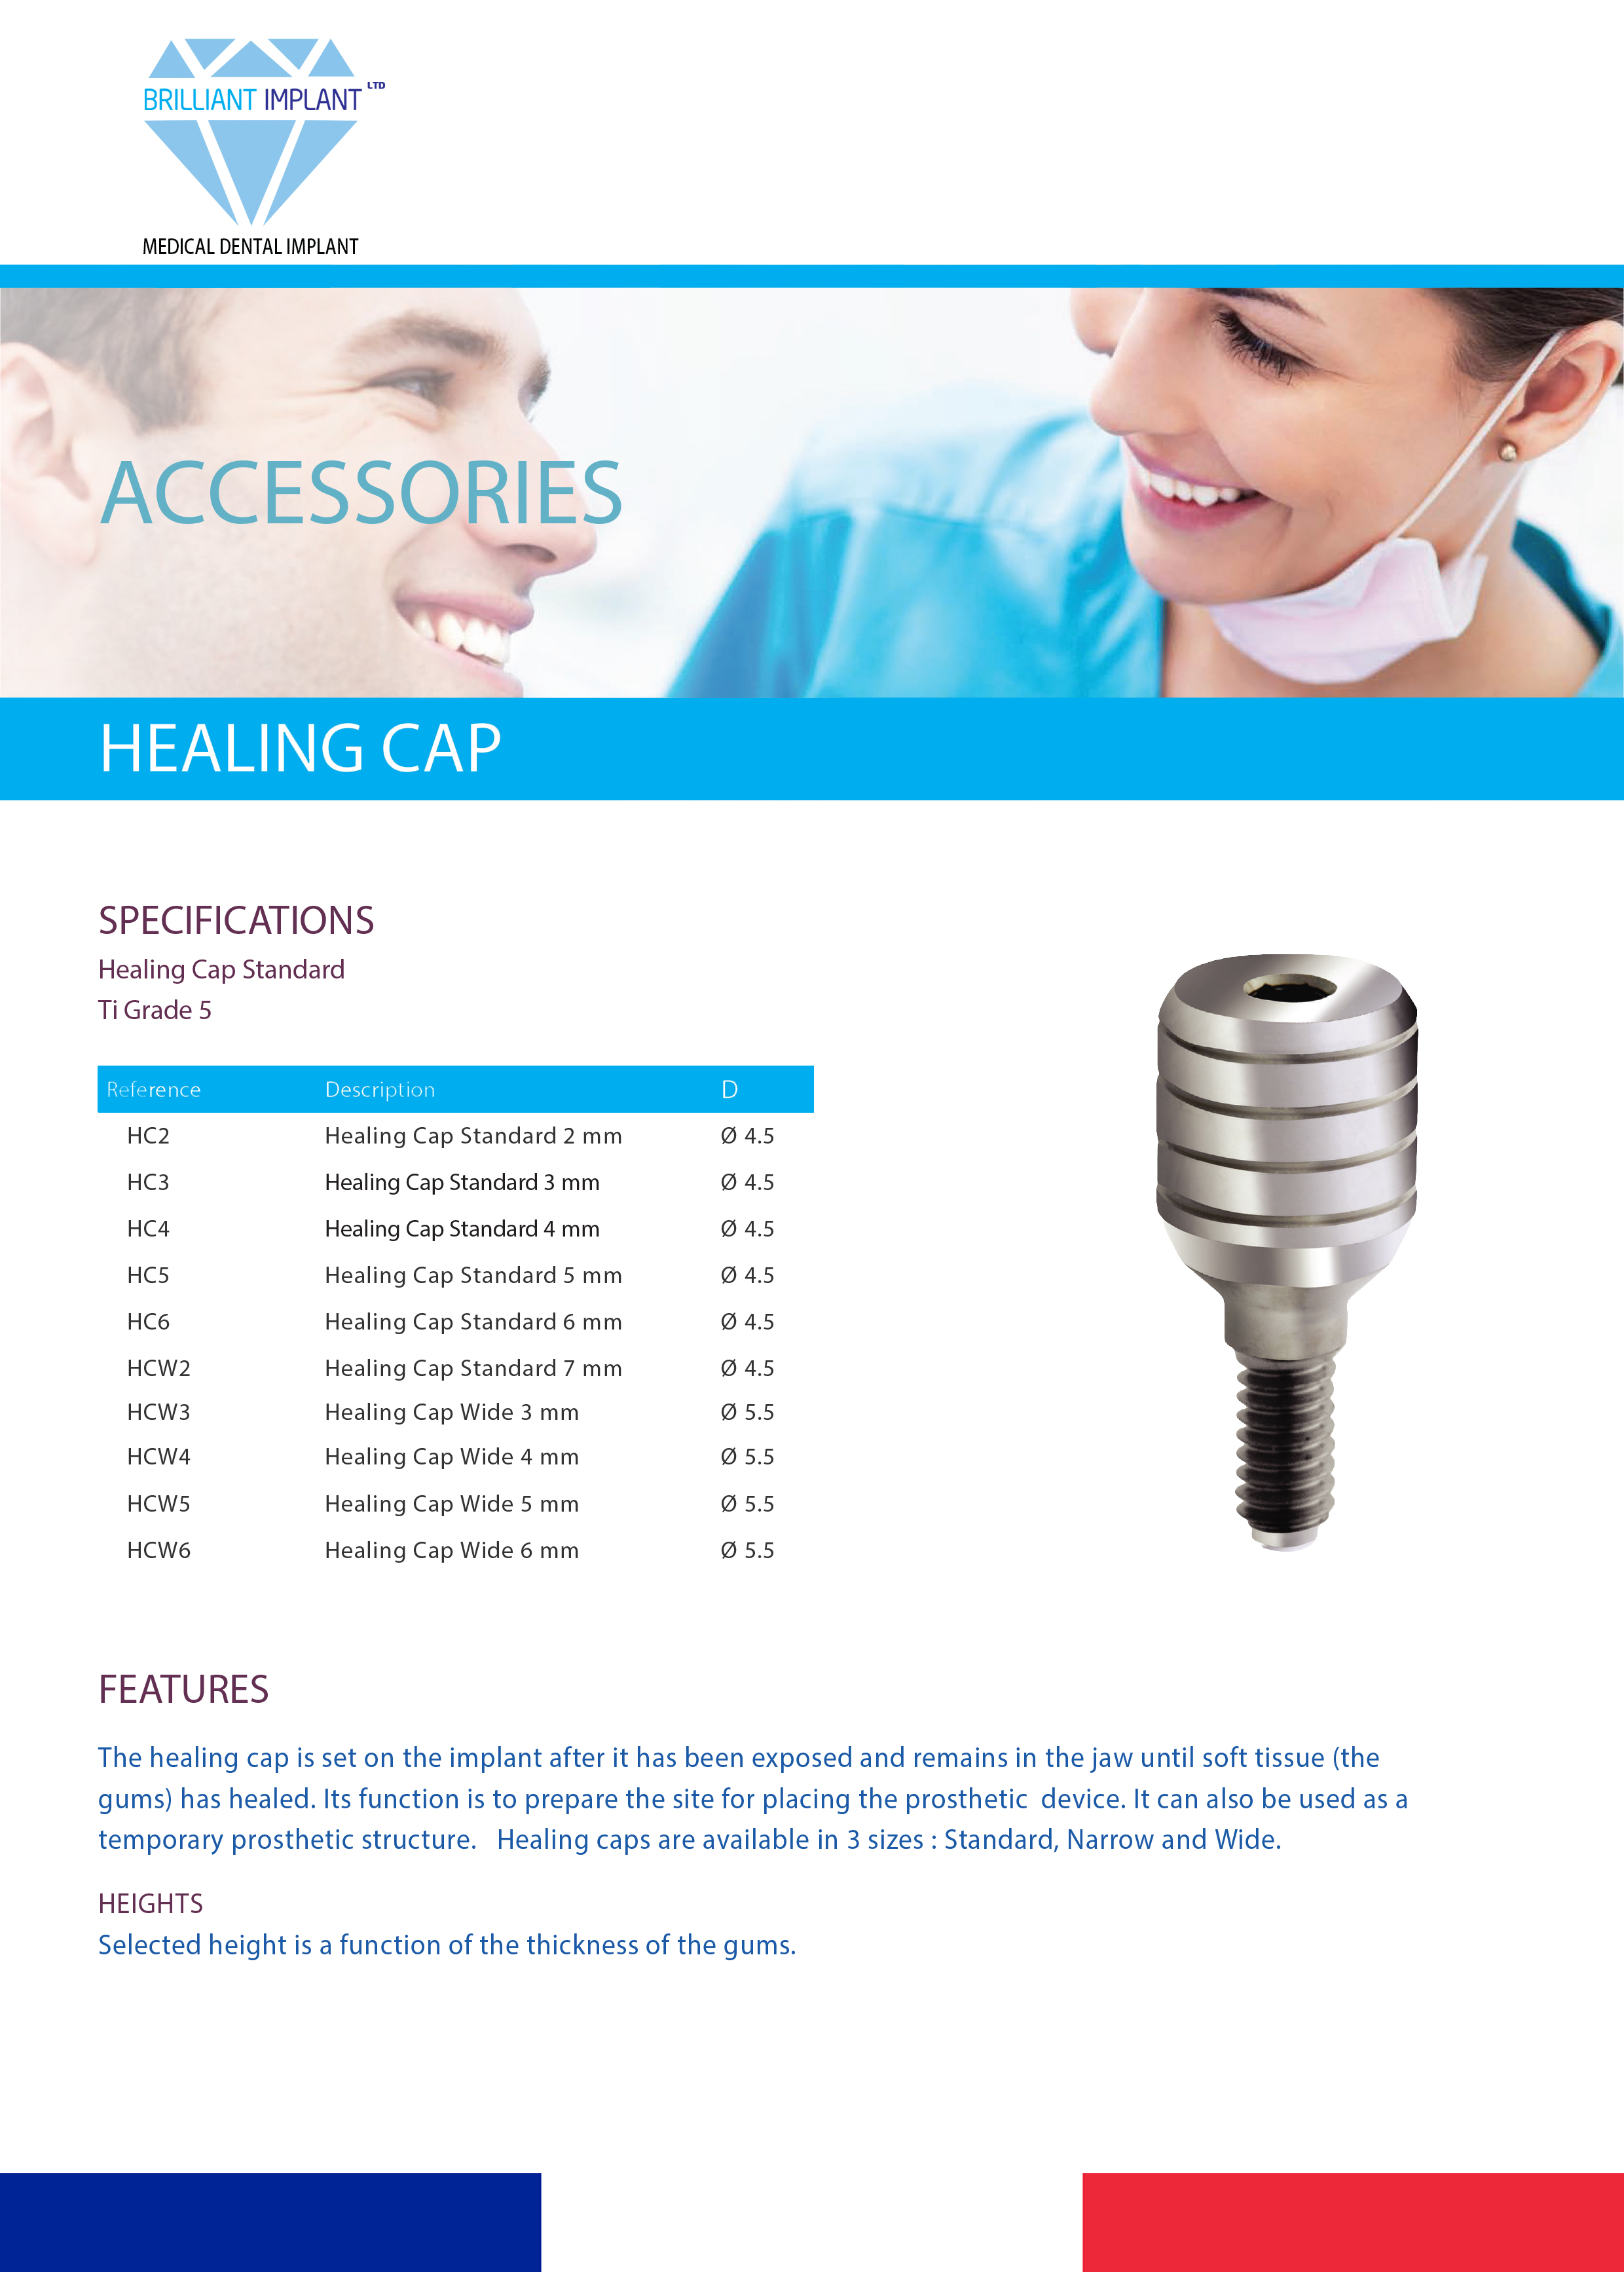 BRILLIANT IMPLANT LTD
MEDICAL DENTAL IMPLANT
ACCESSORIES
HEALING CAP
SPECIFICATIONS
Healing Cap Standard
Ti Grade 5
Reference Description D
HC2 Healing Cap Standard 2 mm Ø 4.5
HC3 Healing Cap Standard 3 mm Ø 4.5
HC4 Healing Cap Standard 4 mm Ø 4.5
HC5 Healing Cap Standard 5 mm Ø 4.5
HC6 Healing Cap Standard 6 mm Ø 4.5
HCW2 Healing Cap Standard 7 mm Ø 4.5
HCW3 Healing Cap Wide 3 mm Ø 5.5
HCW4 Healing Cap Wide 4 mm Ø 5.5
HCW5 Healing Cap Wide 5 mm Ø 5.5
HCW6 Healing Cap Wide 6 mm Ø 5.5
FEATURES
The healing cap is set on the implant after it has been exposed and remains in the jaw until soft tissue (the
gums) has healed. Its function is to prepare the site for placing the prosthetic device. It can also be used as a
temporary prosthetic structure. Healing caps are available in 3 sizes : Standard, Narrow and Wide.
HEIGHTS
Selected height is a function of the thickness of the gums.